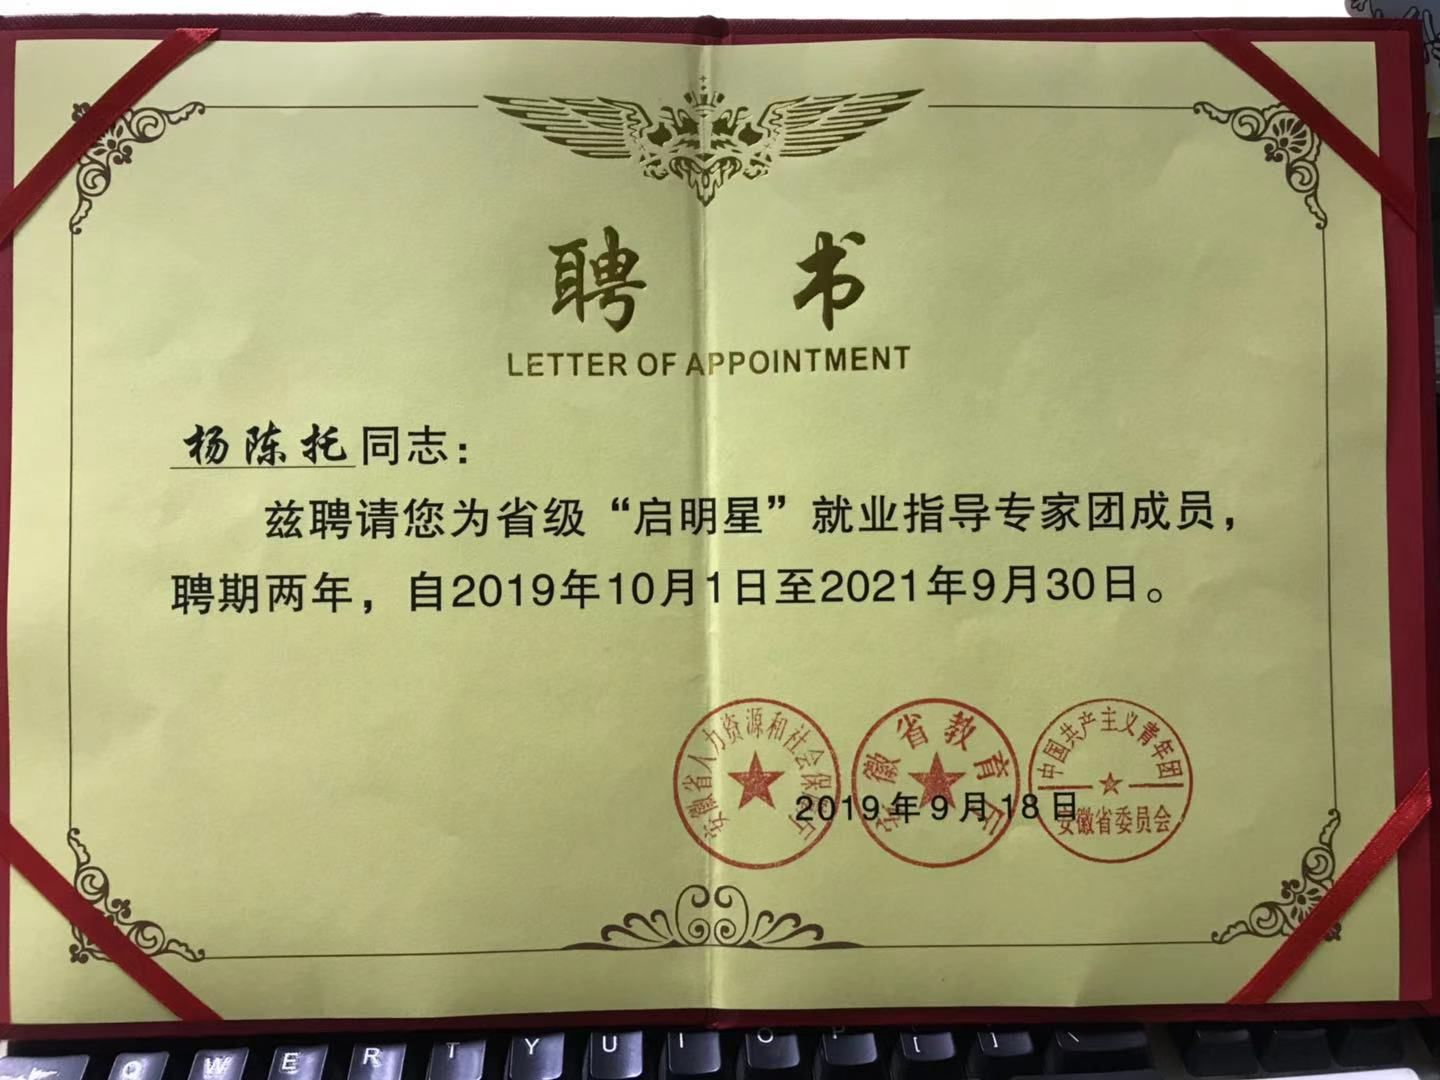 聘 书
LETTER OF APPOINTMENT
杨陈托同志：
兹聘请您为省级“启明星”就业指导专家团成员，
聘期两年，自2019年10月1日至2021年9月30日。
安徽省人力资源和社会保障厅
安徽省教育厅
中国共产主义青年团
安徽省委员会
2019年9月18日
Q W E R T Y U I O P [ ] \